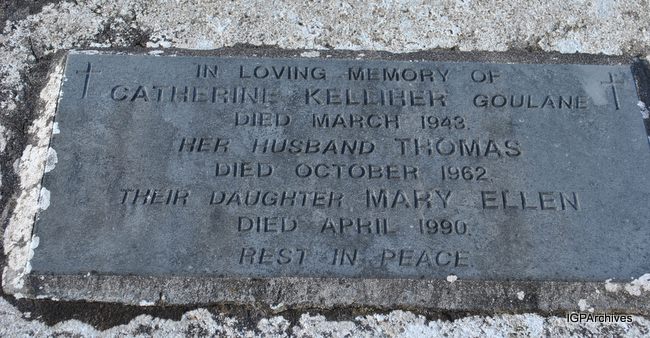 IN LOVING MEMORY OF
CATHERINE KELLIHER GOULANE
DIED MARCH 1943.
HER HUSBAND THOMAS
DIED OCTOBER 1962.
THEIR DAUGHTER MARY ELLEN
DIED APRIL 1990.
REST IN PEACE
IGPArchives